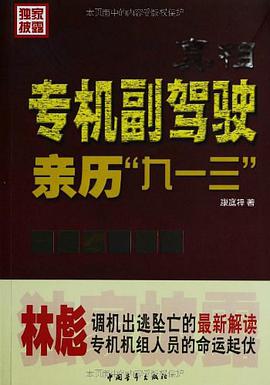 *本页面中的内容受版权保护*
独家
披露
真相
专机副驾驶
亲历“九一三”
康庭梓 著
林彪
调机出逃坠亡的最新解读
专机机组人员的命运起伏
中国青年出版社
*本页面中的内容受版权保护*